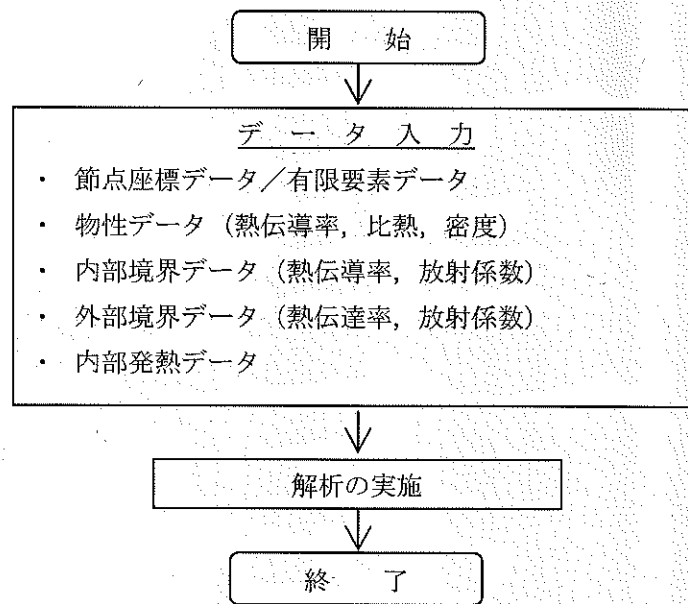 開 始
データ入力
・ 節点座標データ／有限要素データ
・ 物性データ（熱伝導率，比熱，密度）
・ 内部境界データ（熱伝導率，放射係数）
・ 外部境界データ（熱伝達率，放射係数）
・ 内部発熱データ
解析の実施
終 了